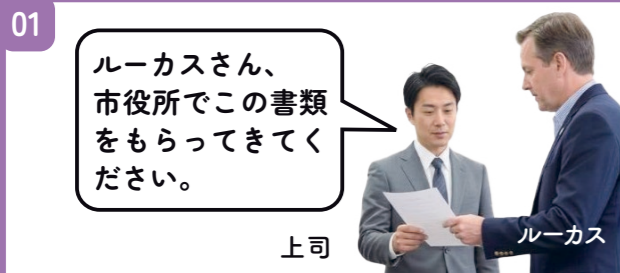 01
ルーカスさん、
市役所でこの書類
をもらってきてく
ださい。
上司
ルーカス